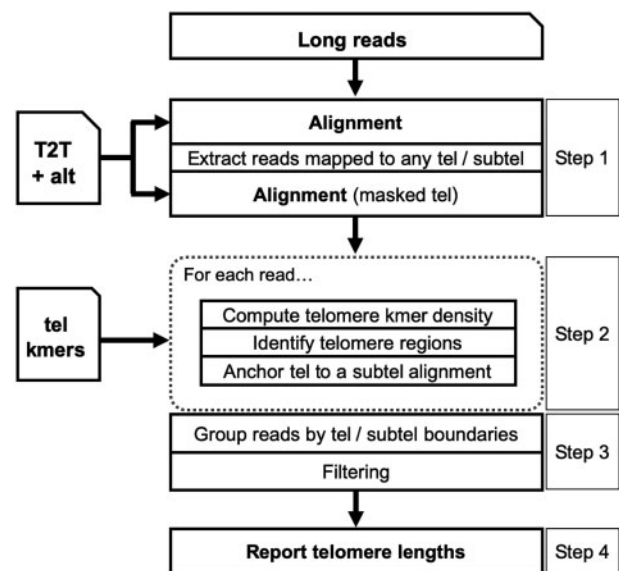 Long reads
T2T
+ alt
Alignment
Extract reads mapped to any tel / subtel
Alignment (masked tel)
Step 1
For each read…
tel
kmers
Compute telomere kmer density
Identify telomere regions
Anchor tel to a subtel alignment
Step 2
Group reads by tel / subtel boundaries
Filtering
Step 3
Report telomere lengths
Step 4